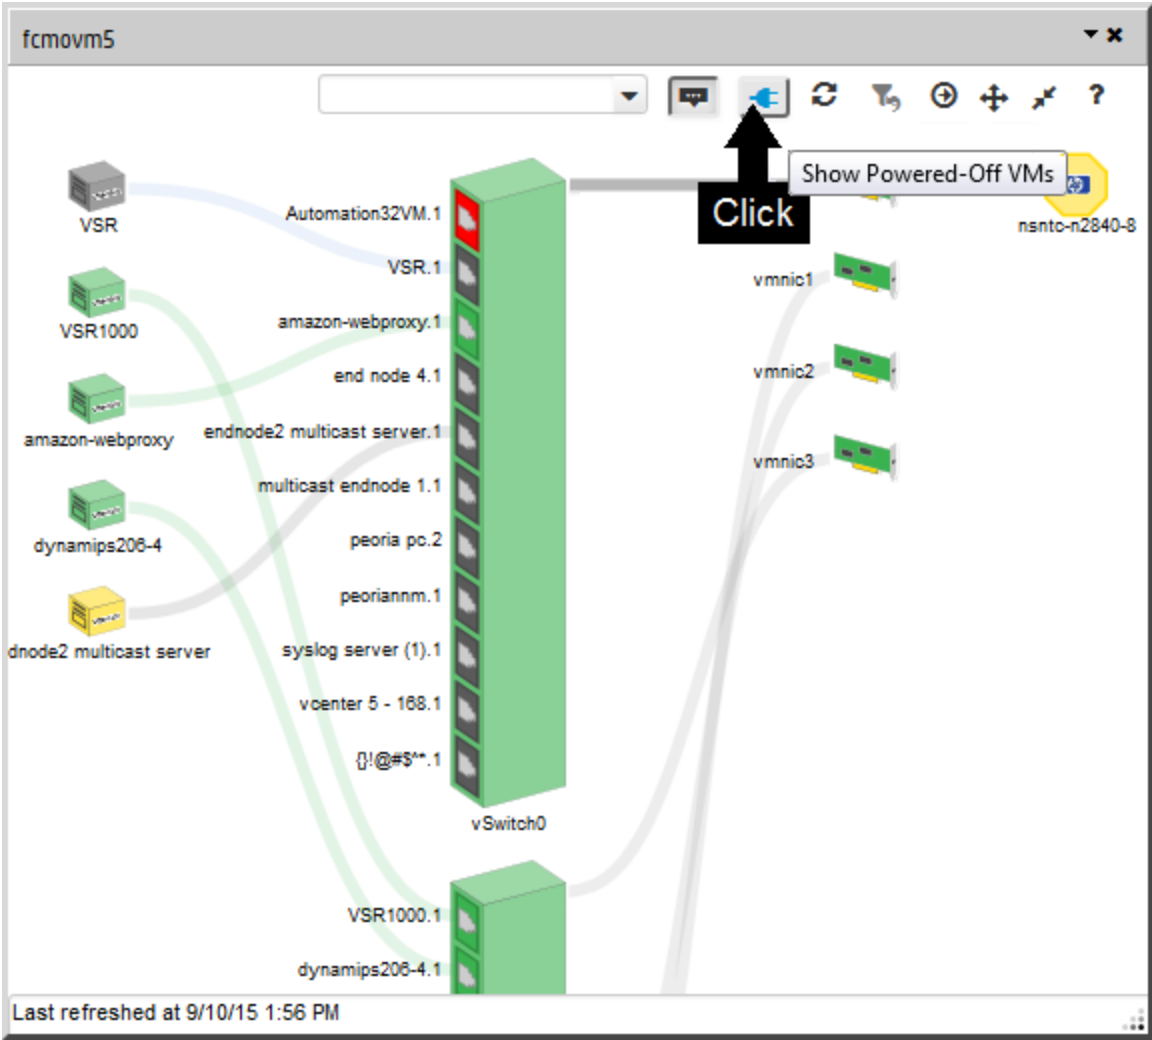 fcmovm5
?
Show Powered-Off VMs
Click
VSR
VSR1000
amazon-webproxy
dynamips206-4
dnode2 multicast server
Automation32VM.1
VSR.1
amazon-webproxy.1
end node 4.1
endnode2 multicast server.1
multicast endnode 1.1
peoria pc.2
peoriannm.1
syslog server (1).1
vcenter 5 - 168.1
{}!@#$^*.1
vSwitch0
VSR1000.1
dynamips206-4.1
nsntc-n2840-8
vmnic1
vmnic2
vmnic3
Last refreshed at 9/10/15 1:56 PM